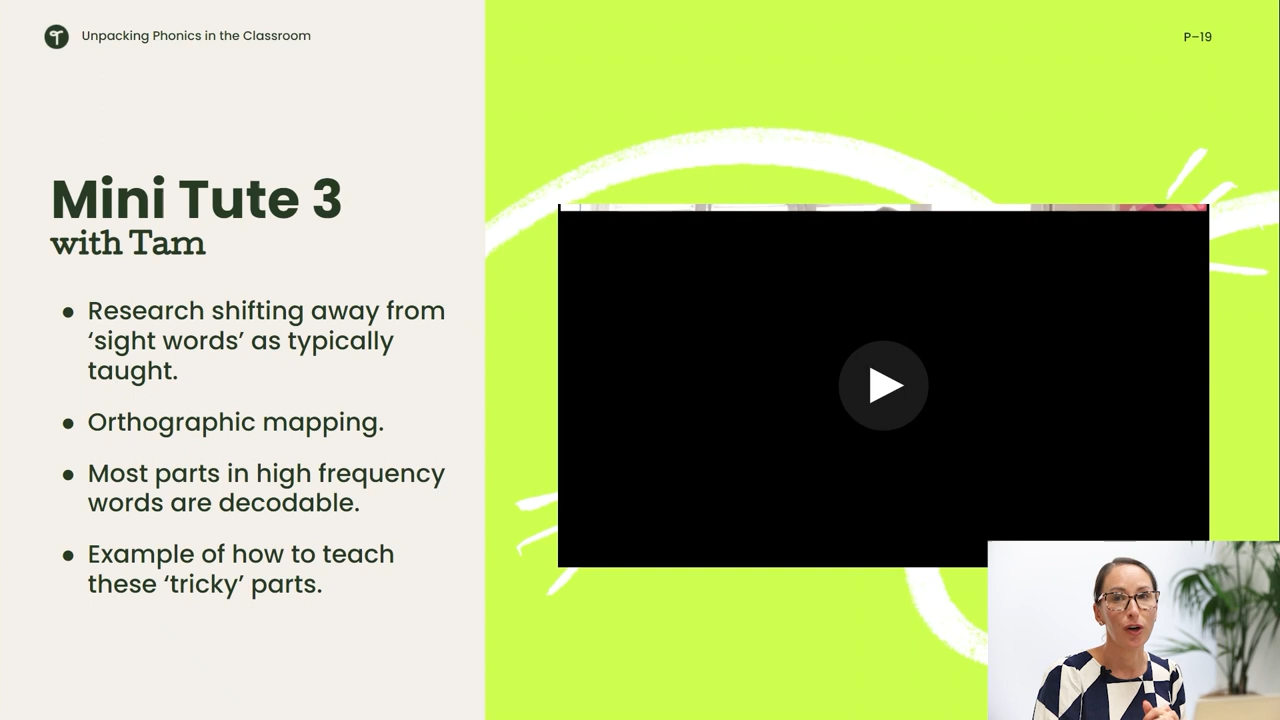 Unpacking Phonics in the Classroom
P–19
Mini Tute 3
with Tam
● Research shifting away from
‘sight words’ as typically
taught.
● Orthographic mapping.
● Most parts in high frequency
words are decodable.
● Example of how to teach
these ‘tricky’ parts.